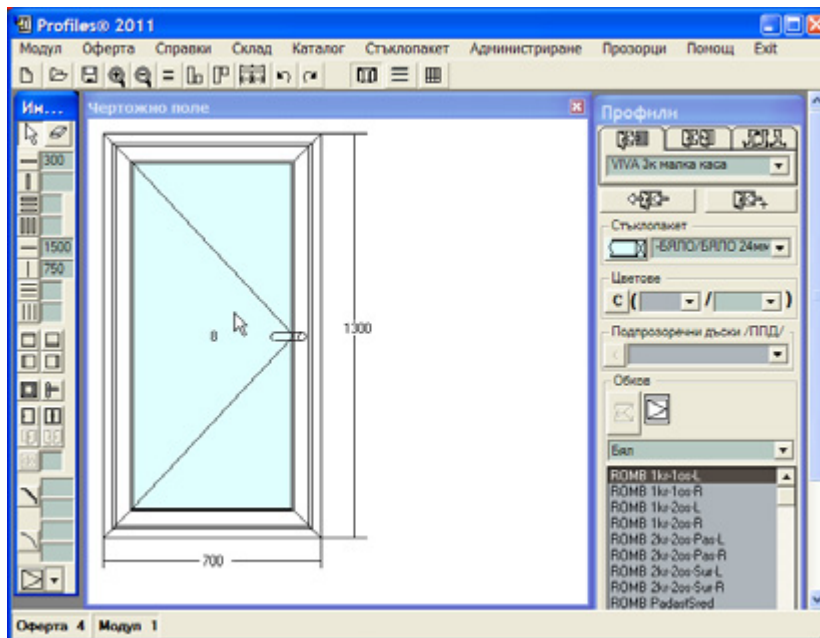 Profiles® 2011
Модул Оферта Справки Склад Каталог Стъклопакет Администриране Прозорци Помощ Exit
Ин...
Чертожно поле
Профили
300
VIVA 3к малка каса
Стъклопакет
-БЯЛО/БЯЛО 24мм
1500
750
Цветове
C ( / )
8
1300
Подпрозоречни дъски /ППД/
Обков
Бял
ROMB 1kr-1os-L
ROMB 1kr-1os-R
ROMB 1kr-2os-L
ROMB 1kr-2os-R
ROMB 2kr-2os-Pas-L
ROMB 2kr-2os-Pas-R
ROMB 2kr-2os-Sur-L
ROMB 2kr-2os-Sur-R
ROMB PadastSred
700
Оферта 4 Модул 1